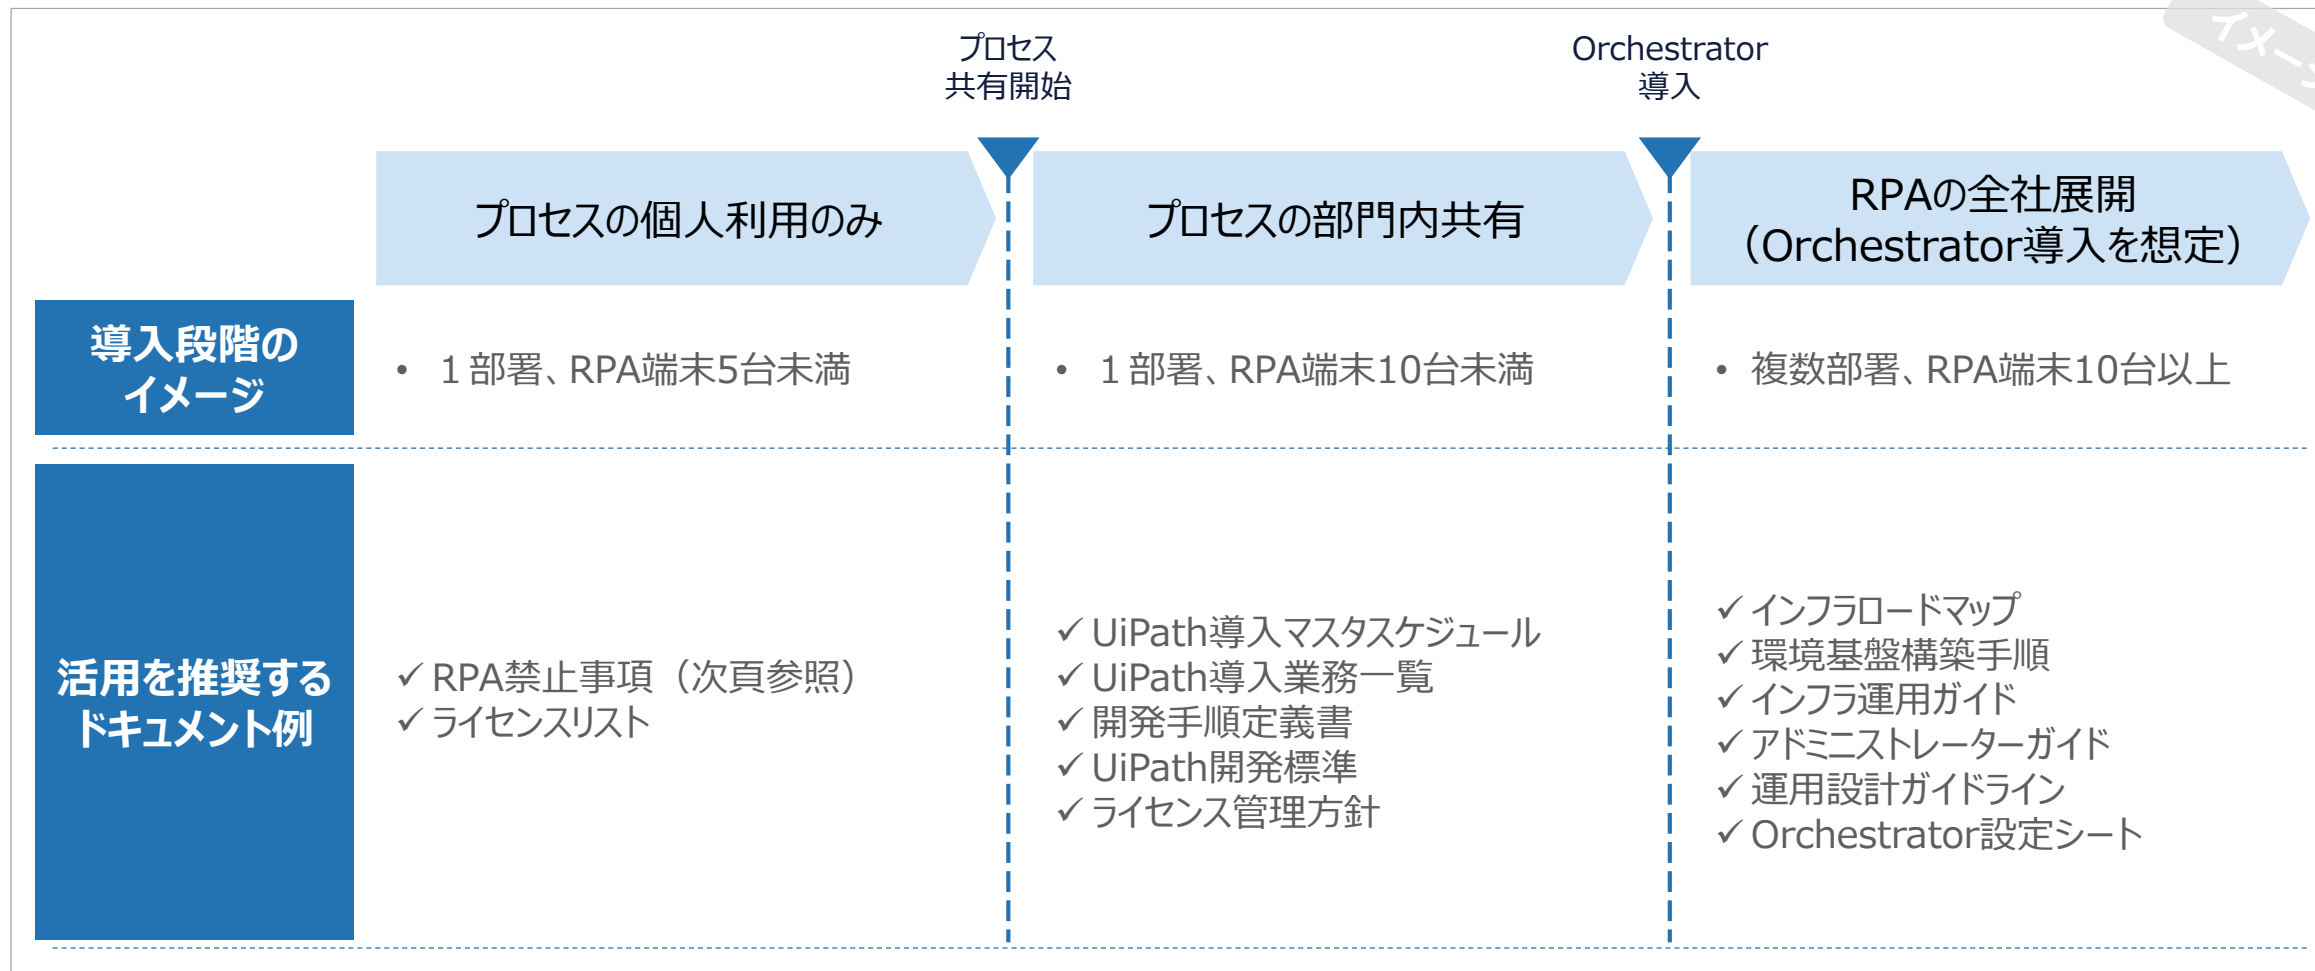 イメージ
プロセス
共有開始
Orchestrator
導入
プロセスの個人利用のみ
プロセスの部門内共有
RPAの全社展開
（Orchestrator導入を想定）
導入段階の
イメージ
• １部署、RPA端末5台未満
• １部署、RPA端末10台未満
• 複数部署、RPA端末10台以上
活用を推奨する
ドキュメント例
✓RPA禁止事項（次頁参照）
✓ライセンスリスト
✓UiPath導入マスタスケジュール
✓UiPath導入業務一覧
✓開発手順定義書
✓UiPath開発標準
✓ライセンス管理方針
✓インフラロードマップ
✓環境基盤構築手順
✓インフラ運用ガイド
✓アドミニストレーターガイド
✓運用設計ガイドライン
✓Orchestrator設定シート